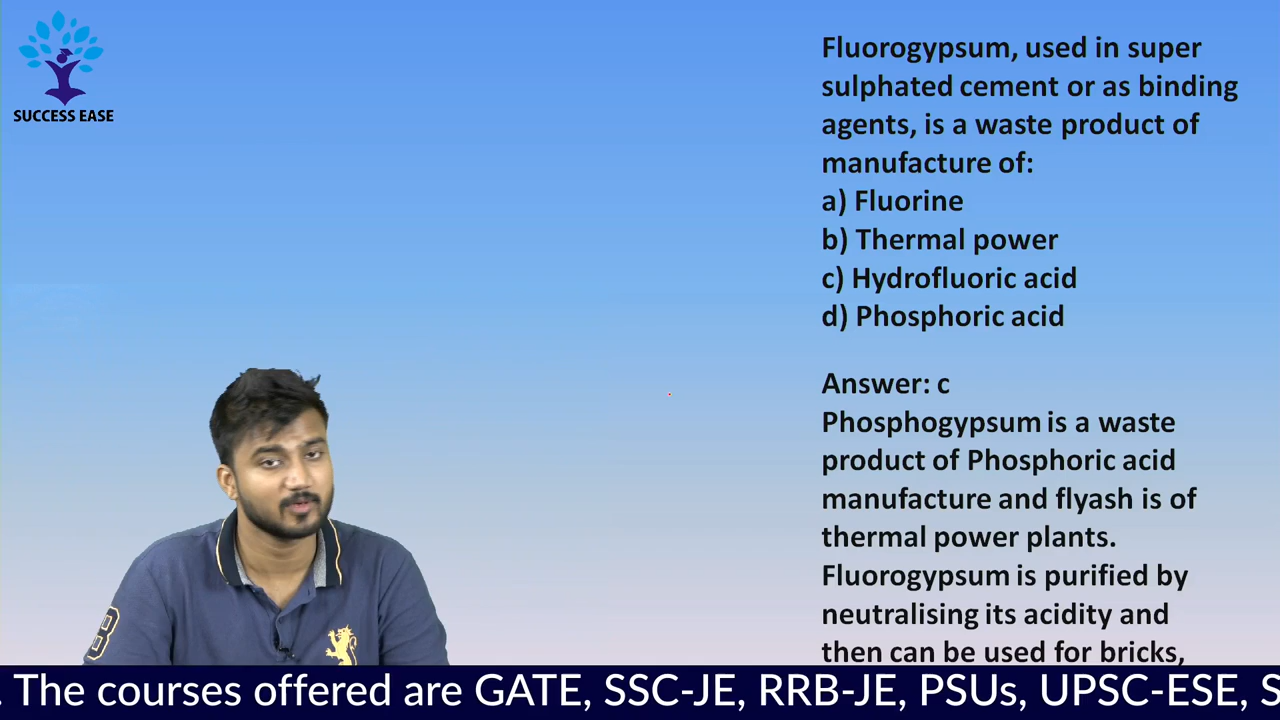 SUCCESS EASE
Fluorogypsum, used in super
sulphated cement or as binding
agents, is a waste product of
manufacture of:
a) Fluorine
b) Thermal power
c) Hydrofluoric acid
d) Phosphoric acid
Answer: c
Phosphogypsum is a waste
product of Phosphoric acid
manufacture and flyash is of
thermal power plants.
Fluorogypsum is purified by
neutralising its acidity and
then can be used for bricks,
. The courses offered are GATE, SSC-JE, RRB-JE, PSUs, UPSC-ESE, S